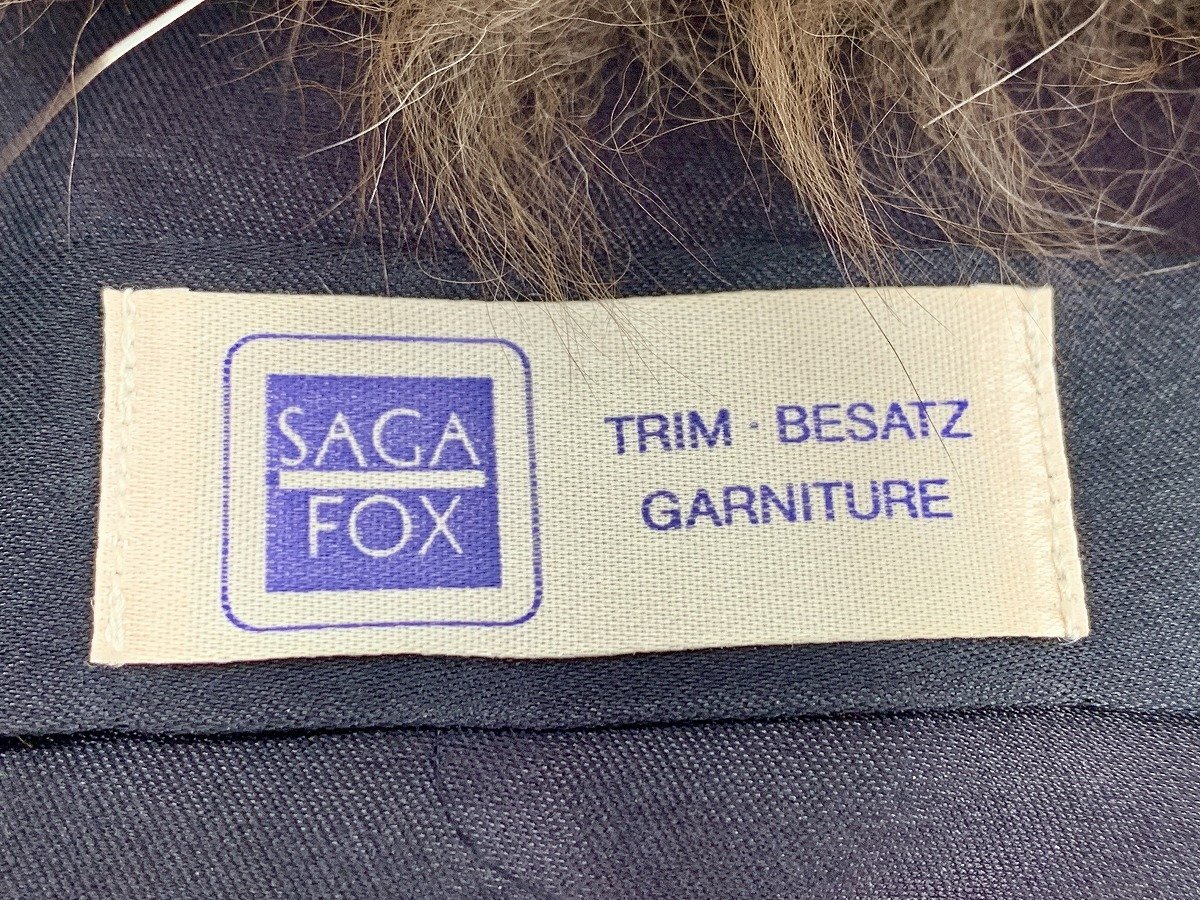 SAGA
FOX
TRIM · BESATZ
GARNITURE